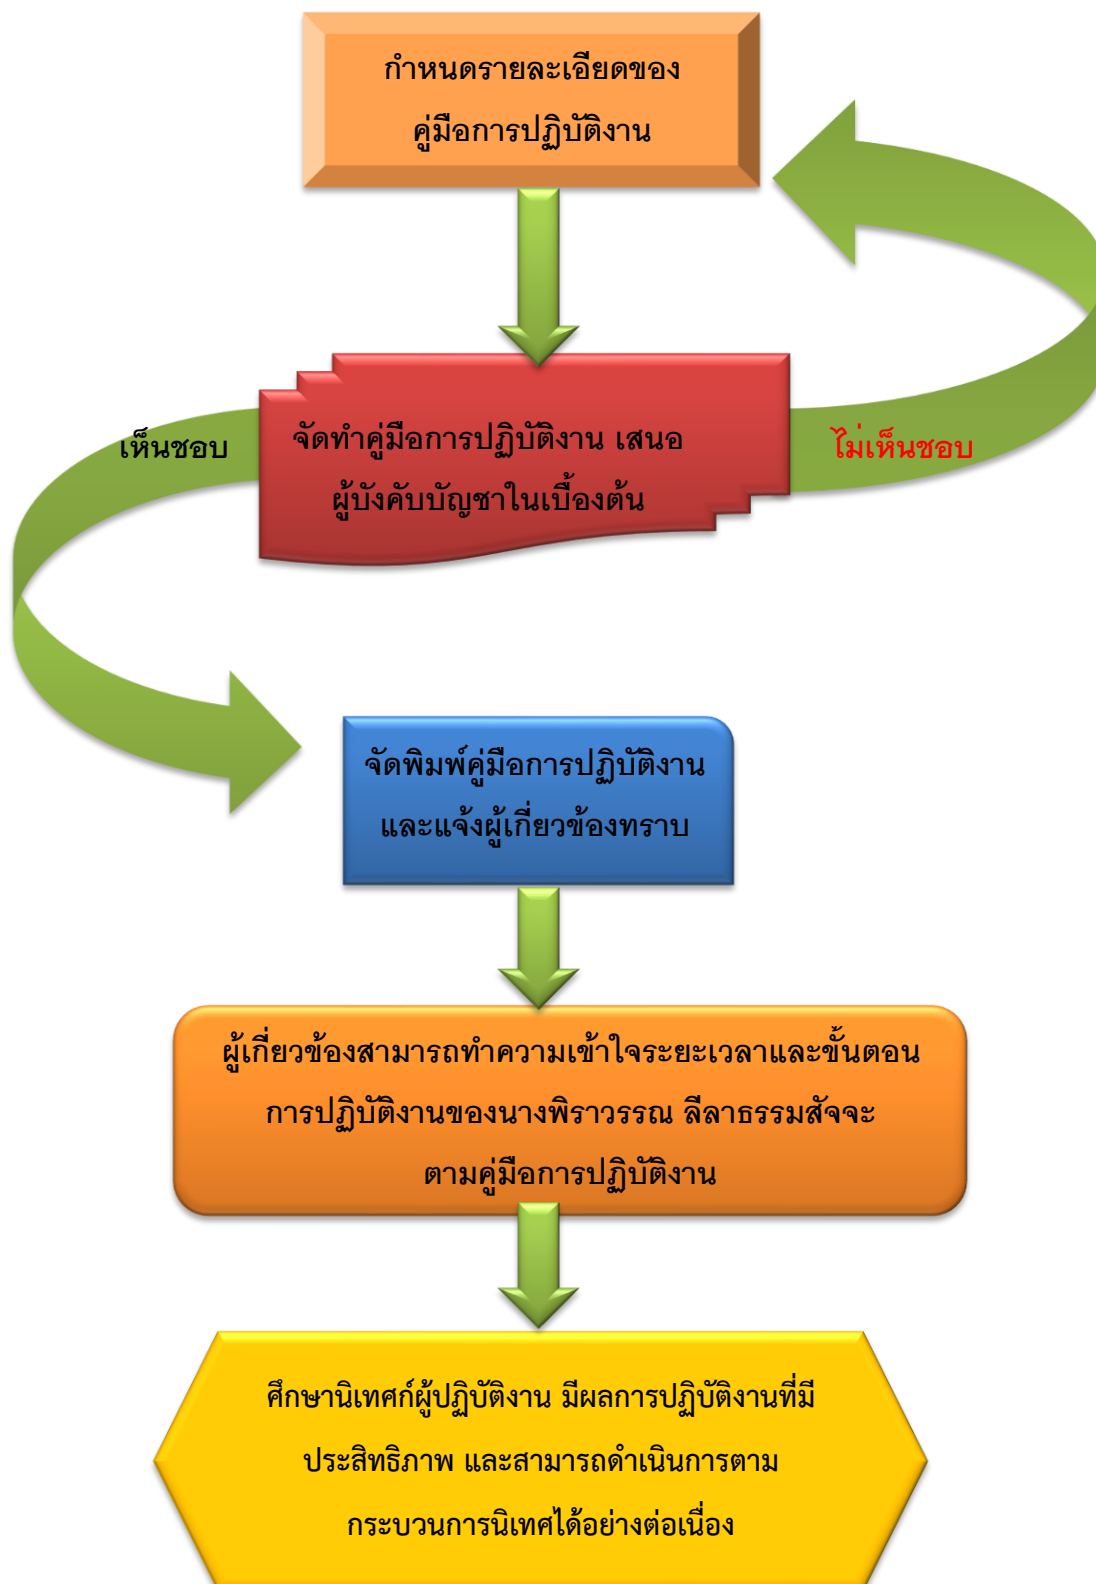 กำหนดรายละเอียดของ
คู่มือการปฏิบัติงาน
เห็นชอบ
จัดทำคู่มือการปฏิบัติงาน เสนอ
ผู้บังคับบัญชาในเบื้องต้น
ไม่เห็นชอบ
จัดพิมพ์คู่มือการปฏิบัติงาน
และแจ้งผู้เกี่ยวข้องทราบ
ผู้เกี่ยวข้องสามารถทำความเข้าใจระยะเวลาและขั้นตอน
การปฏิบัติงานของนางพิราวรรณ ลีลาธรรมสัจจะ
ตามคู่มือการปฏิบัติงาน
ศึกษานิเทศก์ผู้ปฏิบัติงาน มีผลการปฏิบัติงานที่มี
ประสิทธิภาพ และสามารถดำเนินการตาม
กระบวนการนิเทศได้อย่างต่อเนื่อง